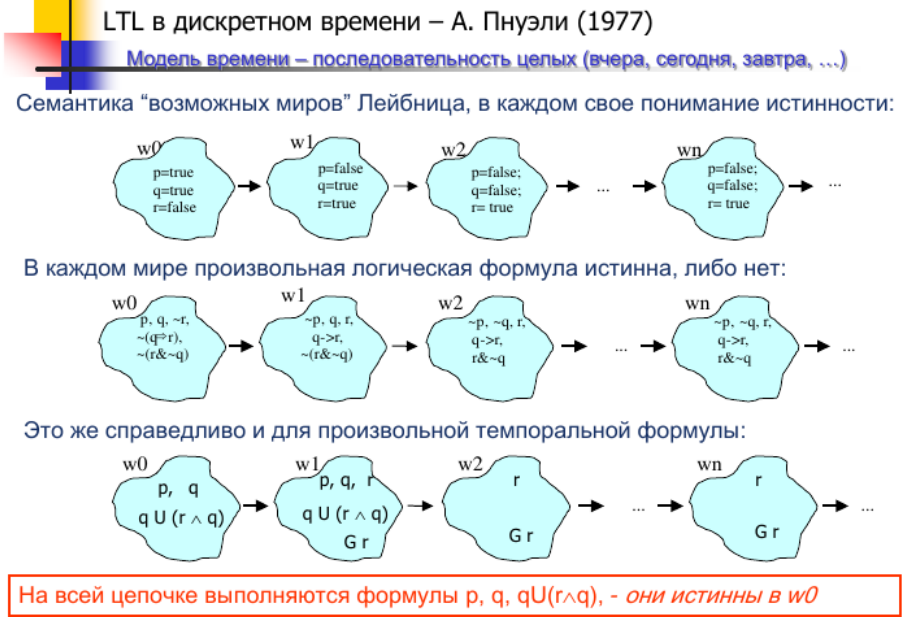 LTL в дискретном времени – А. Пнуэли (1977)
Модель времени – последовательность целых (вчера, сегодня, завтра, …)
Семантика “возможных миров” Лейбница, в каждом свое понимание истинности:
w0
p=true
q=true
r=false
w1
p=false
q=true
r=true
w2
p=false;
q=false;
r= true
...
wn
p=false;
q=false;
r= true
...
В каждом мире произвольная логическая формула истинна, либо нет:
w0
p, q, ~r,
~(q⇒r),
~(r&~q)
w1
~p, q, r,
q->r,
~(r&~q)
w2
~p, ~q, r,
q->r,
r&~q
...
wn
~p, ~q, r,
q->r,
r&~q
...
Это же справедливо и для произвольной темпоральной формулы:
w0
p, q
q U (r ∧ q)
w1
p, q, r
q U (r ∧ q)
G r
w2
r
G r
...
wn
r
G r
...
На всей цепочке выполняются формулы p, q, qU(r∧q), - они истинны в w0